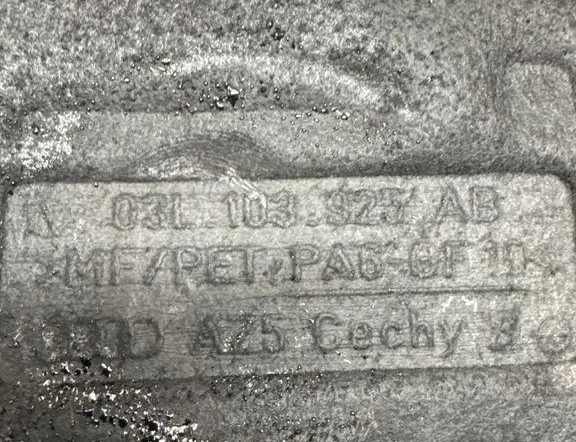 03L 103 925 AB
>MF/PET, PA6-GF10<
AZ5 Cechy